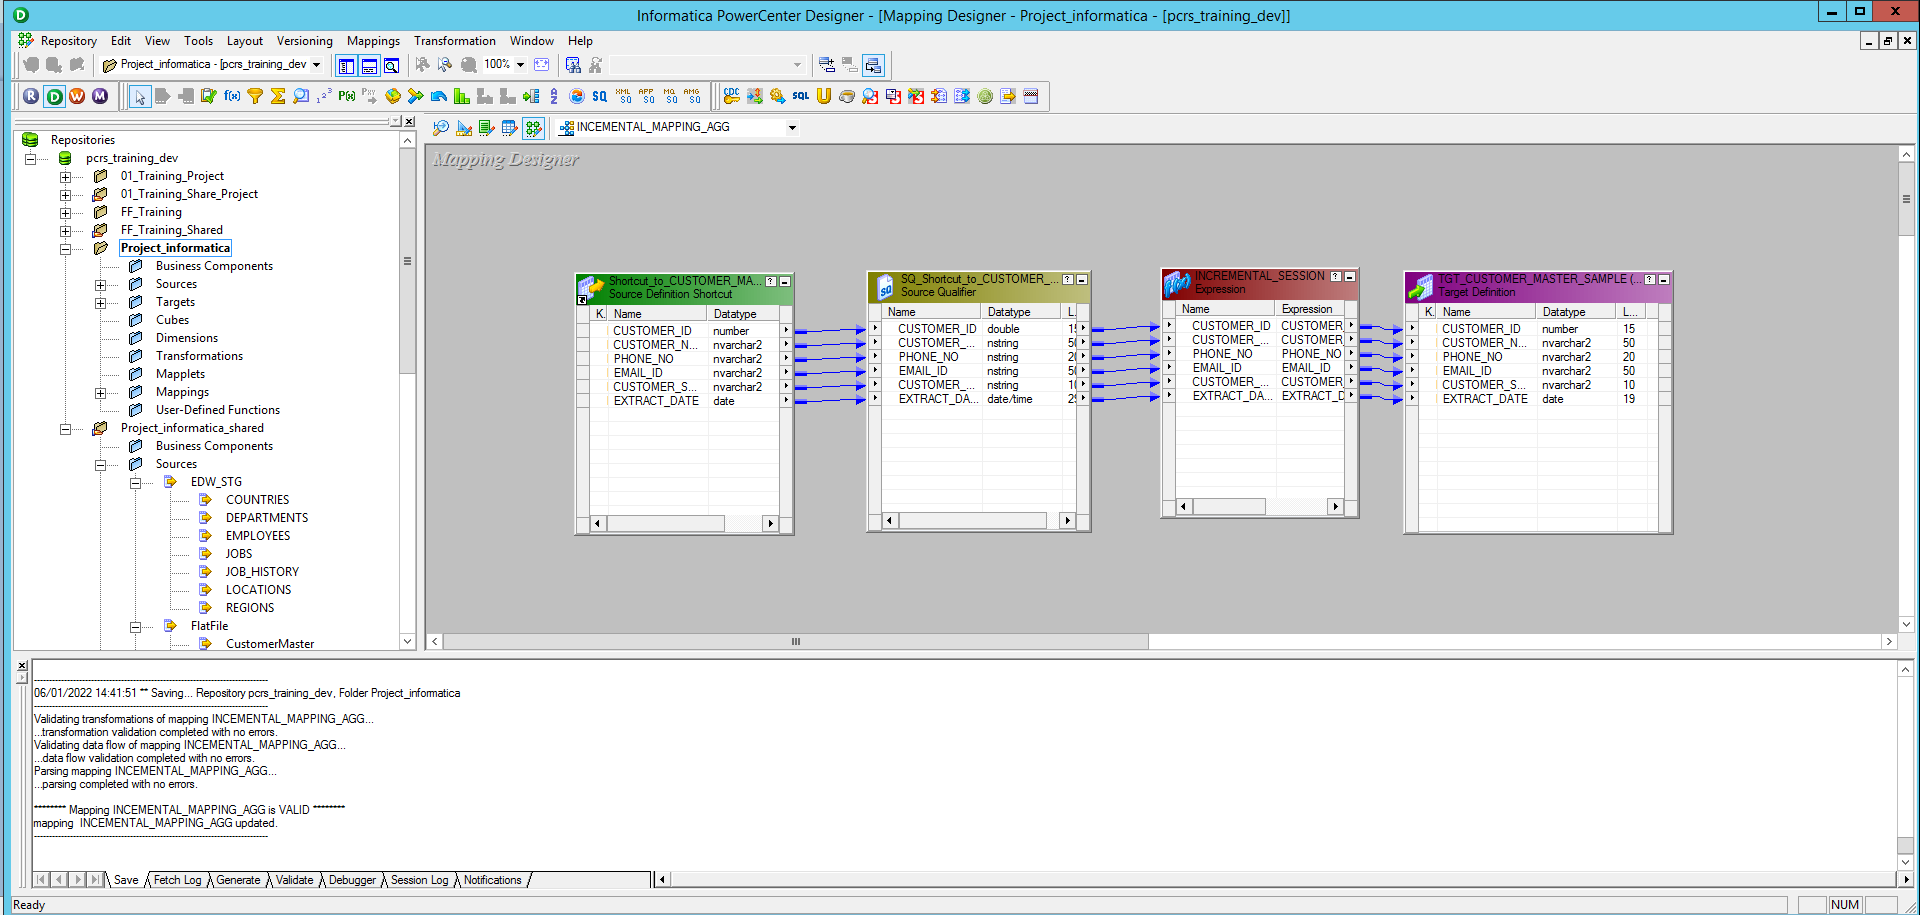 Informatica PowerCenter Designer - [Mapping Designer - Project_informatica - [pcrs_training_dev]]
Repository Edit View Tools Layout Versioning Mappings Transformation Window Help
Project_informatica - [pcrs_training_dev 100%
INCEMENTAL_MAPPING_AGG
Repositories
pcrs_training_dev
01_Training_Project
01_Training_Share_Project
FF_Training
FF_Training_Shared
Project_informatica
Business Components
Sources
Targets
Cubes
Dimensions
Transformations
Mapplets
Mappings
User-Defined Functions
Project_informatica_shared
Business Components
Sources
EDW_STG
COUNTRIES
DEPARTMENTS
EMPLOYEES
JOBS
JOB_HISTORY
LOCATIONS
REGIONS
FlatFile
CustomerMaster
Mapping Designer
Shortcut_to_CUSTOMER_MA...
Source Definition Shortcut
K. Name Datatype
CUSTOMER_ID number
CUSTOMER_N... nvarchar2
PHONE_NO nvarchar2
EMAIL_ID nvarchar2
CUSTOMER_S... nvarchar2
EXTRACT_DATE date
SQ_Shortcut_to_CUSTOMER_...
Source Qualifier
Name Datatype L.
CUSTOMER_ID double 15
CUSTOMER_... nstring 50
PHONE_NO nstring 20
EMAIL_ID nstring 50
CUSTOMER_... nstring 10
EXTRACT_DA... date/time 29
INCREMENTAL_SESSION
Expression
Name Expression
CUSTOMER_ID CUSTOMER
CUSTOMER_... CUSTOMER
PHONE_NO PHONE_NO
EMAIL_ID EMAIL_ID
CUSTOMER_... CUSTOMER
EXTRACT_DA... EXTRACT_D
TGT_CUSTOMER_MASTER_SAMPLE (...
Target Definition
K. Name Datatype L...
CUSTOMER_ID number 15
CUSTOMER_N... nvarchar2 50
PHONE_NO nvarchar2 20
EMAIL_ID nvarchar2 50
CUSTOMER_S... nvarchar2 10
EXTRACT_DATE date 19
06/01/2022 14:41:51 ** Saving... Repository pcrs_training_dev, Folder Project_informatica
Validating transformations of mapping INCEMENTAL_MAPPING_AGG...
...transformation validation completed with no errors.
Validating data flow of mapping INCEMENTAL_MAPPING_AGG...
...data flow validation completed with no errors.
Parsing mapping INCEMENTAL_MAPPING_AGG...
...parsing completed with no errors.
******** Mapping INCEMENTAL_MAPPING_AGG is VALID ********
mapping INCEMENTAL_MAPPING_AGG updated.
Save Fetch Log Generate Validate Debugger Session Log Notifications
Ready NUM